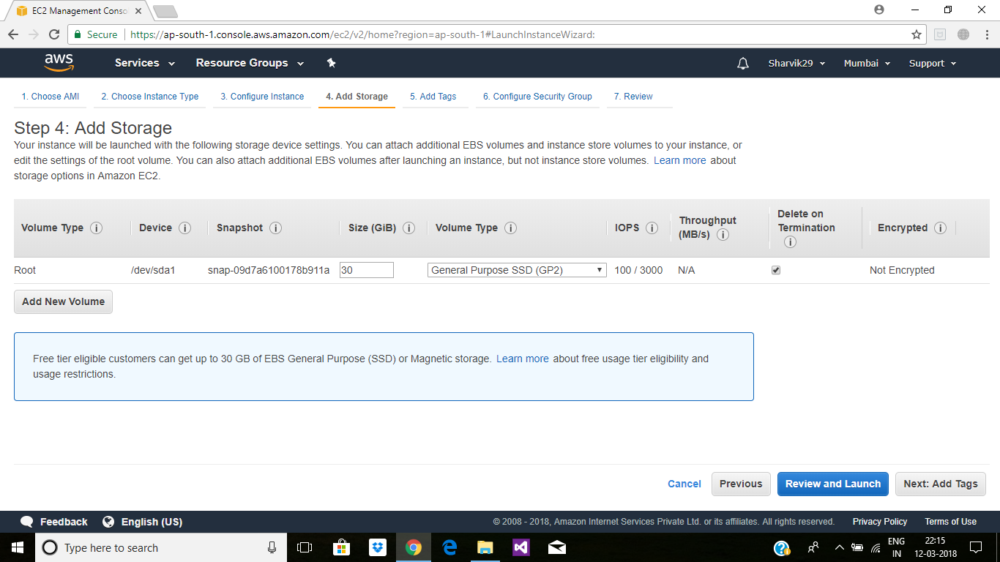 EC2 Management Conso
Secure https://ap-south-1.console.aws.amazon.com/ec2/v2/home?region=ap-south-1#LaunchInstanceWizard:
aws Services Resource Groups Sharvik29 Mumbai Support
1. Choose AMI 2. Choose Instance Type 3. Configure Instance 4. Add Storage 5. Add Tags 6. Configure Security Group 7. Review
Step 4: Add Storage
Your instance will be launched with the following storage device settings. You can attach additional EBS volumes and instance store volumes to your instance, or
edit the settings of the root volume. You can also attach additional EBS volumes after launching an instance, but not instance store volumes. Learn more about
storage options in Amazon EC2.
Volume Type Device Snapshot Size (GiB) Volume Type IOPS Throughput (MB/s) Delete on Termination Encrypted
Root /dev/sda1 snap-09d7a6100178b911a 30 General Purpose SSD (GP2) 100 / 3000 N/A Not Encrypted
Add New Volume
Free tier eligible customers can get up to 30 GB of EBS General Purpose (SSD) or Magnetic storage. Learn more about free usage tier eligibility and
usage restrictions.
Cancel Previous Review and Launch Next: Add Tags
Feedback English (US) © 2008 - 2018, Amazon Internet Services Private Ltd. or its affiliates. All rights reserved. Privacy Policy Terms of Use
Type here to search ENG IN 22:15 12-03-2018